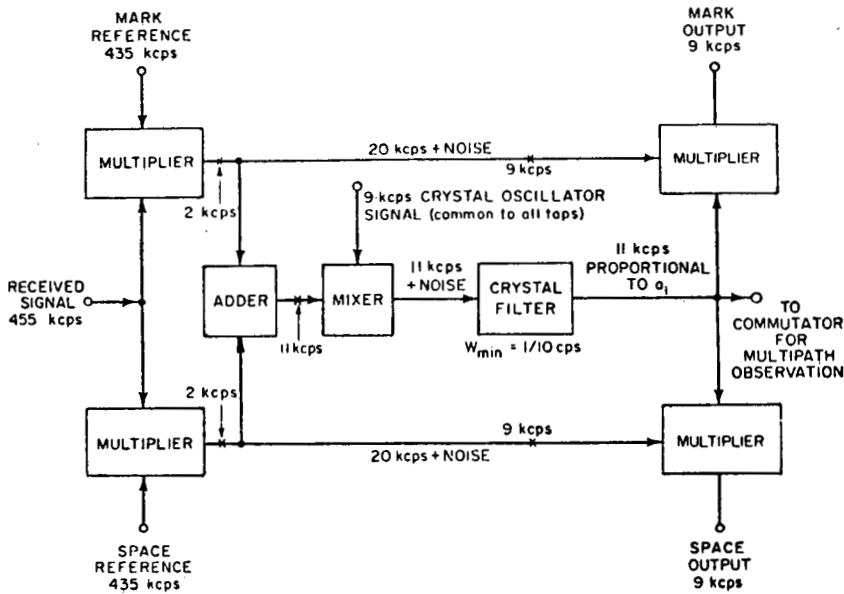 MARK
REFERENCE
435 kcps
MARK
OUTPUT
9 kcps
MULTIPLIER
20 kcps + NOISE
9 kcps
MULTIPLIER
2 kcps
9-kcps CRYSTAL OSCILLATOR
SIGNAL (common to all taps)
RECEIVED
SIGNAL
455 kcps
ADDER
MIXER
11 kcps
+ NOISE
CRYSTAL
FILTER
11 kcps
PROPORTIONAL
TO ai
11 kcps
Wmin = 1/10 cps
TO
COMMUTATOR
FOR
MULTIPATH
OBSERVATION
2 kcps
MULTIPLIER
9 kcps
20 kcps + NOISE
MULTIPLIER
SPACE
REFERENCE
435 kcps
SPACE
OUTPUT
9 kcps